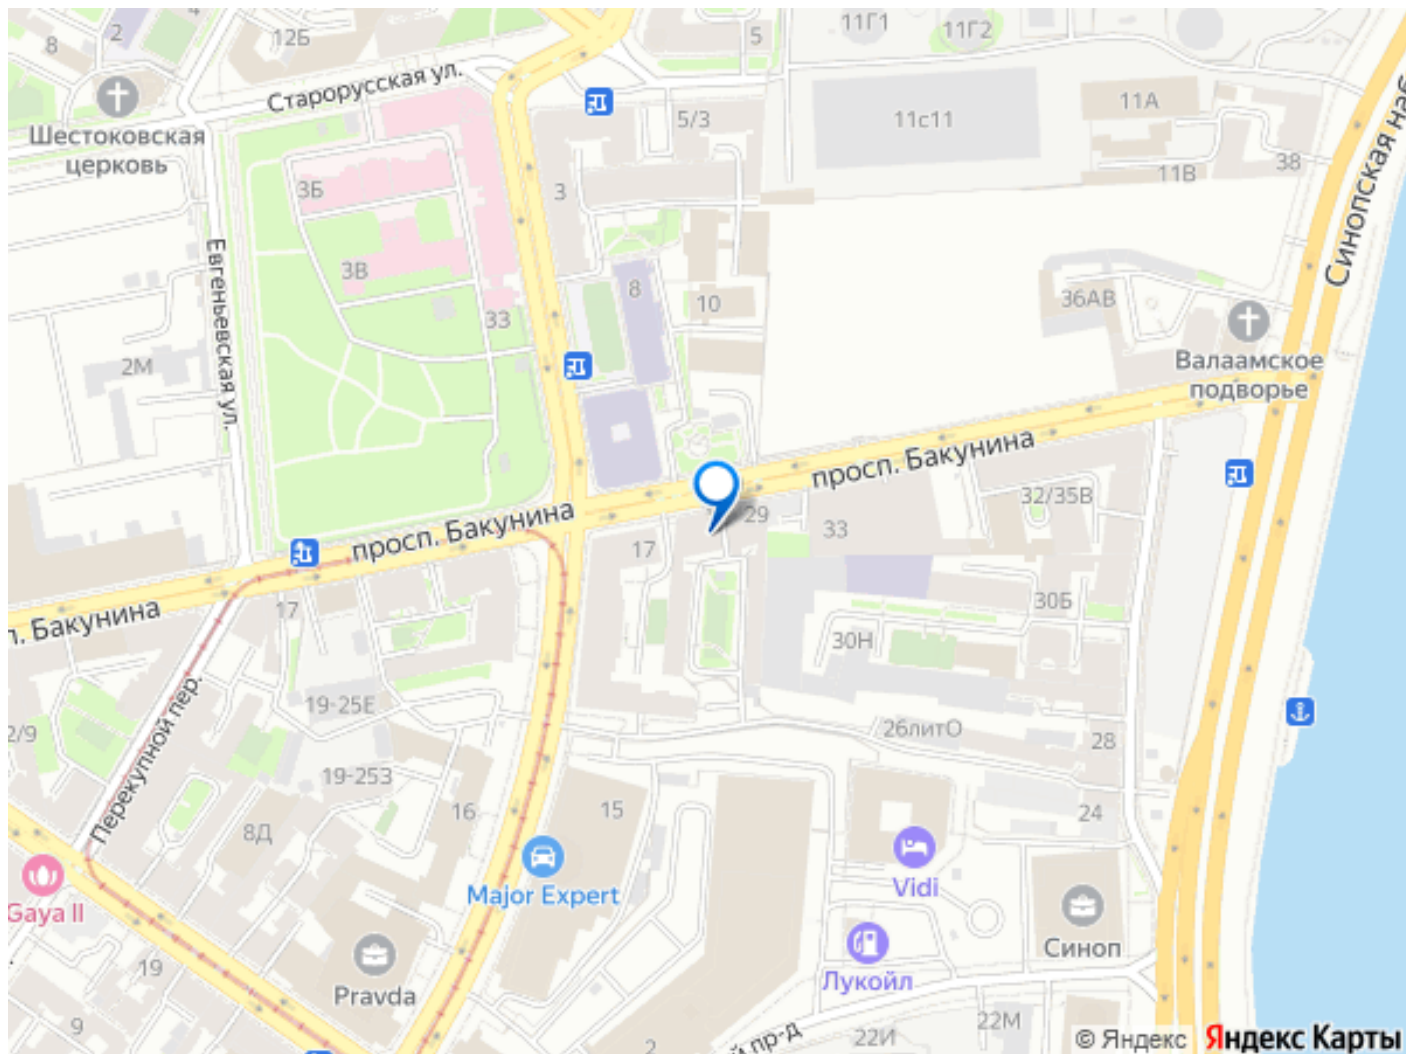 8
2
12Б
5
11Г1
11Г2
Старорусская ул.
11А
Шестоковская
церковь
5/3
11с11
38
11В
3Б
3
Синопская наб
Евгеньевская ул.
3В
8
10
36АВ
33
Валаамское
подворье
2М
просп. Бакунина
32/35В
29
просп. Бакунина
33
17
п. Бакунина
17
30Б
30Н
19-25Е
2/9
26литО
28
Перекупной пер.
19-253
16
15
24
8Д
Vidi
Major Expert
Gaya II
Синоп
19
Лукойл
Pravda
9
2
й пр-д
22И
22М
© Яндекс
Яндекс Карты